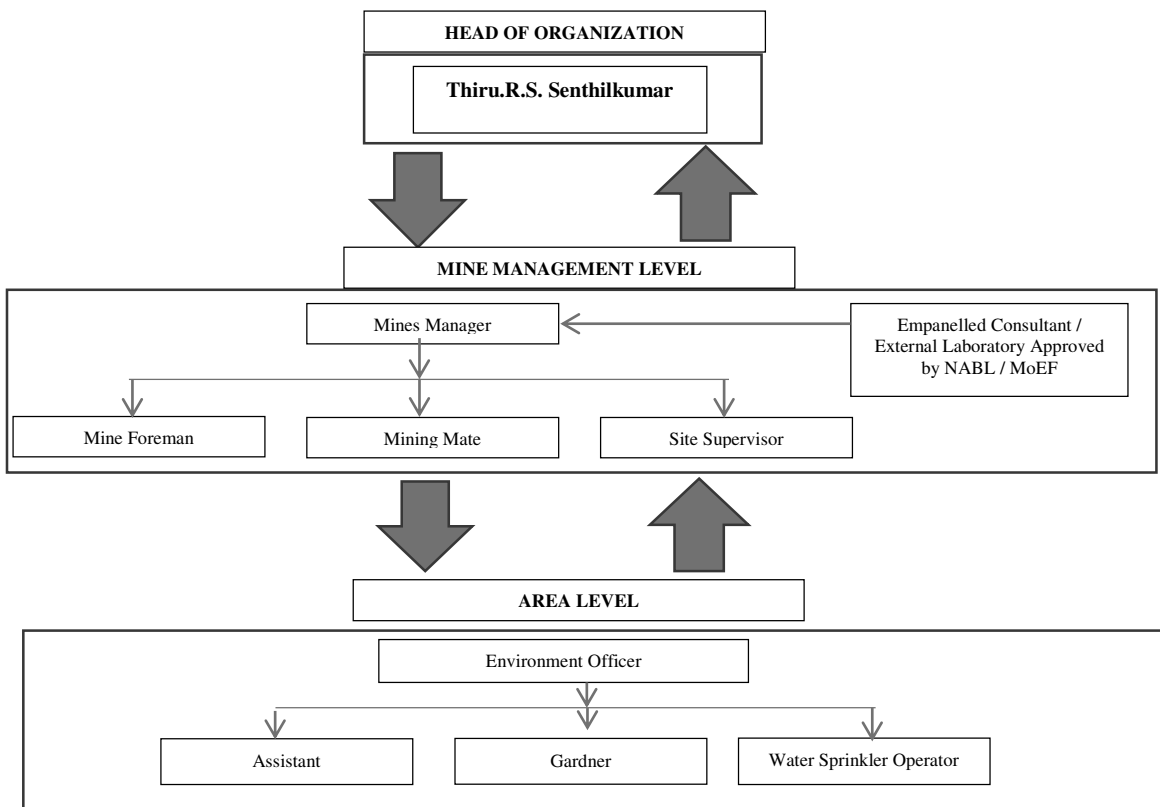 HEAD OF ORGANIZATION
Thiru.R.S. Senthilkumar
MINE MANAGEMENT LEVEL
Mines Manager
Empanelled Consultant /
External Laboratory Approved
by NABL / MoEF
Mine Foreman
Mining Mate
Site Supervisor
AREA LEVEL
Environment Officer
Assistant
Gardner
Water Sprinkler Operator